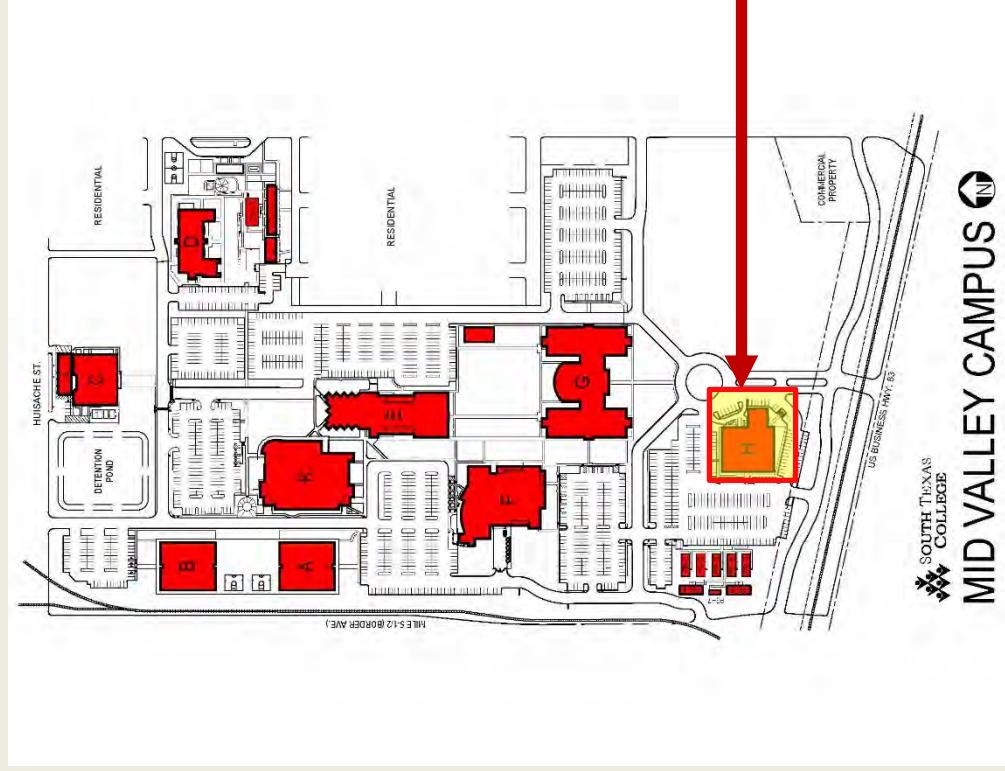 HUISACHE ST.
RESIDENTIAL
D
C
DETENTION
POND
RESIDENTIAL
COMMERCIAL
PROPERTY
K
E
G
F
B
A
H
MILE 5-1/2 (BORDER AVE.)
US BUSINESS HWY. 83
SOUTH TEXAS
COLLEGE
MID VALLEY CAMPUS
N